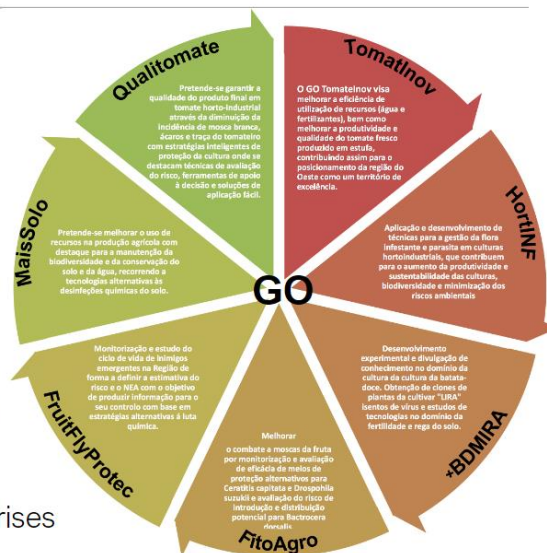 TomatInov
O GO TomateInov visa
melhorar a eficiência de
utilização de recursos (água e
fertilizantes), bem como
melhorar a produtividade e
qualidade do tomate fresco
produzido em estufa,
contribuindo assim para o
posicionamento da região do
Oeste como um território de
excelência.
HortINF
Aplicação e desenvolvimento de
técnicas para a gestão da flora
infestante e parasita em culturas
hortoindustriais, que contribuem
para o aumento da produtividade e
sustentabilidade das culturas,
biodiversidade e minimização dos
riscos ambientais
+BDMIRA
Desenvolvimento
experimental e divulgação de
conhecimento no domínio da
cultura da cultura da batata-
doce. Obtenção de clones de
plantas da cultivar "LIRA"
isentos de vírus e estudos de
tecnologias no domínio da
fertilidade e rega do solo.
FitoAgro
Melhorar
o combate a moscas da fruta
por monitorização e avaliação
de eficácia de meios de
proteção alternativos para
Ceratitis capitata e Drospohila
suzukii e avaliação do risco de
introdução e distribuição
potencial para Bactrocera
dorsalis
FruitFlyProtec
Monitorização e estudo do
ciclo de vida de inimigos
emergentes na Região de
forma a definir a estimativa do
risco e o NEA com o objetivo
de produzir informação para o
seu controlo com base em
estratégias alternativas á luta
química.
MaisSolo
Pretende-se melhorar o uso de
recursos na produção agrícola com
destaque para a manutenção da
biodiversidade e da conservação do
solo e da água, recorrendo a
tecnologias alternativas às
desinfeções químicas do solo.
Qualitomate
Pretende-se garantir a
qualidade do produto final em
tomate horto-industrial
através da diminuição da
incidência de mosca branca,
ácaros e traça do tomateiro
com estratégias inteligentes de
proteção da cultura onde se
destacam técnicas de avaliação
do risco, ferramentas de apoio
à decisão e soluções de
aplicação fácil.
GO
rises